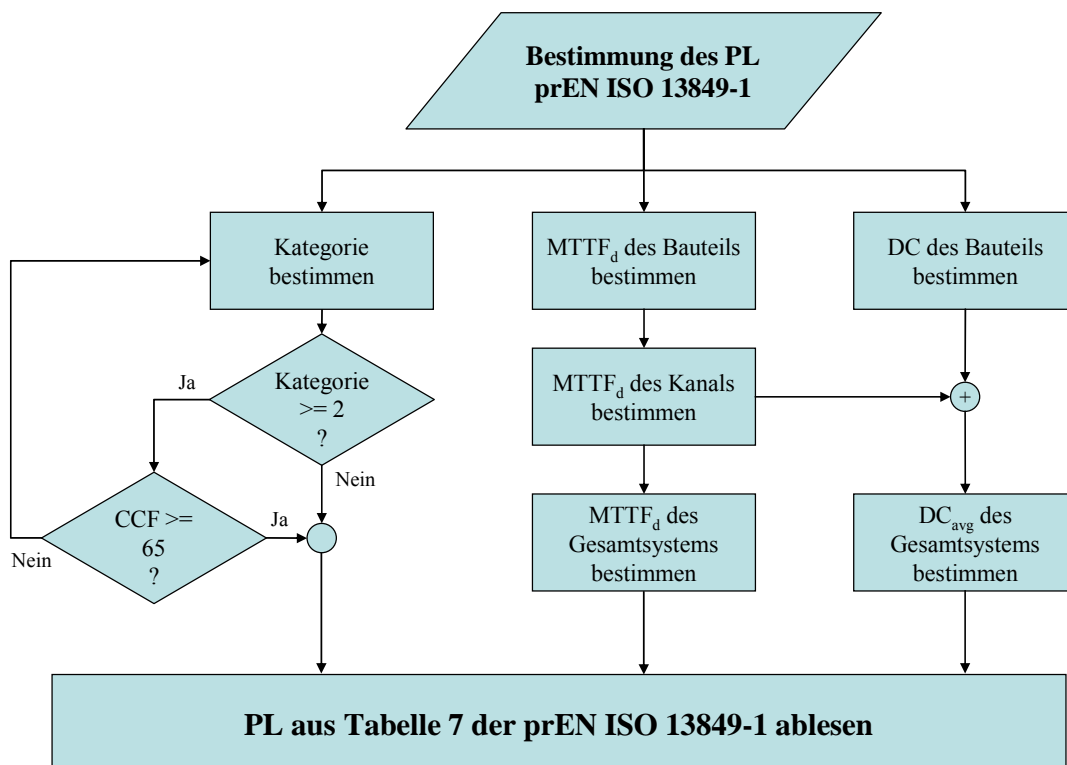 Bestimmung des PL
prEN ISO 13849-1
Kategorie
bestimmen
MTTFd des Bauteils
bestimmen
DC des Bauteils
bestimmen
Ja
Kategorie
>= 2
?
Nein
MTTFd des Kanals
bestimmen
+
CCF >=
65
?
Ja
Nein
MTTFd des
Gesamtsystems
bestimmen
DCavg des
Gesamtsystems
bestimmen
PL aus Tabelle 7 der prEN ISO 13849-1 ablesen